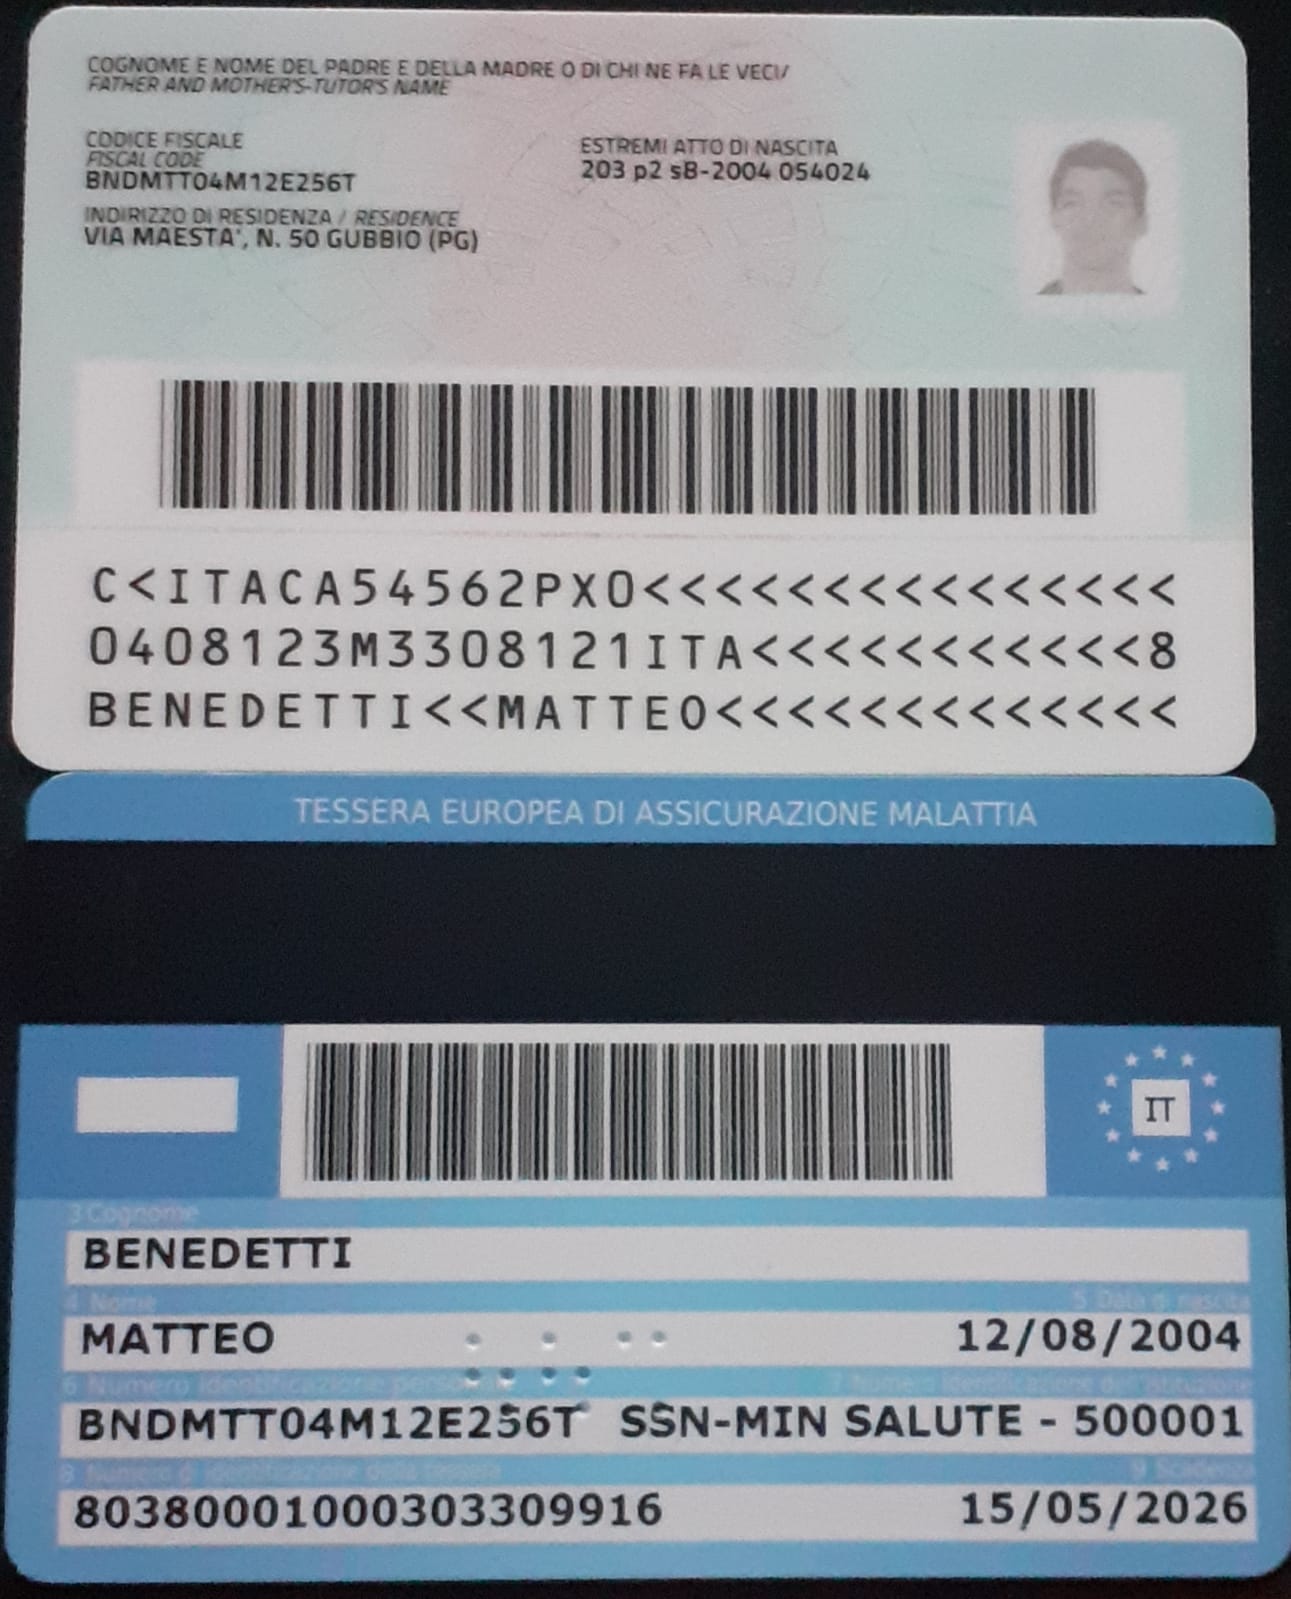 COGNOME E NOME DEL PADRE E DELLA MADRE O DI CHI NE FA LE VECI/
FATHER AND MOTHER'S-TUTOR'S NAME
CODICE FISCALE
FISCAL CODE
BNDMTT04M12E256T
ESTREMI ATTO DI NASCITA
203 p2 sB-2004 054024
INDIRIZZO DI RESIDENZA / RESIDENCE
VIA MAESTA', N. 50 GUBBIO (PG)
C<ITACA54562PX0<<<<<<<<<<<<<<<
0408123M3308121ITA<<<<<<<<<<<8
BENEDETTI<<MATTEO<<<<<<<<<<<<<
TESSERA EUROPEA DI ASSICURAZIONE MALATTIA
IT
3 Cognome
BENEDETTI
4 Nome
5 Data di nascita
MATTEO
12/08/2004
6 Numero identificazione personale
7 Numero identificazione dell'istituzione
BNDMTT04M12E256T SSN-MIN SALUTE - 500001
8 Numero di identificazione della tessera
9 Scadenza
80380001000303309916
15/05/2026